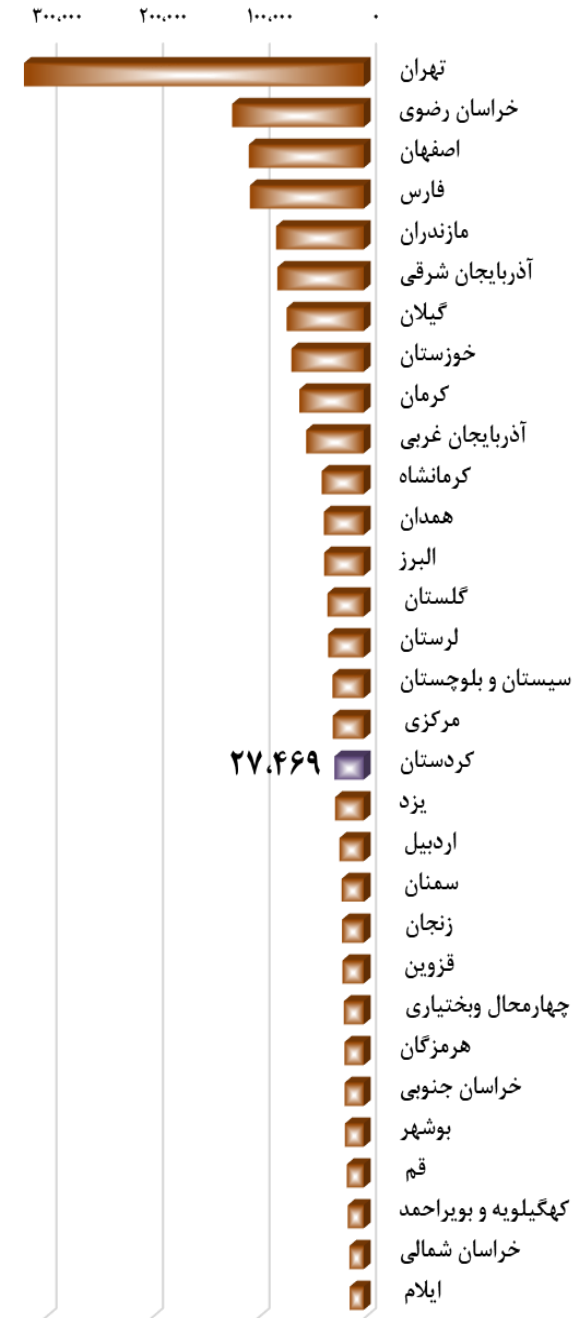 ۳۰۰،۰۰۰ ۲۰۰،۰۰۰ ۱۰۰،۰۰۰ ۰
تهران
خراسان رضوی
اصفهان
فارس
مازندران
آذربایجان شرقی
گیلان
خوزستان
کرمان
آذربایجان غربی
کرمانشاه
همدان
البرز
گلستان
لرستان
سیستان و بلوچستان
مرکزی
کردستان ۲۷،۴۶۹
یزد
اردبیل
سمنان
زنجان
قزوین
چهارمحال وبختیاری
هرمزگان
خراسان جنوبی
بوشهر
قم
کهگیلویه و بویراحمد
خراسان شمالی
ایلام